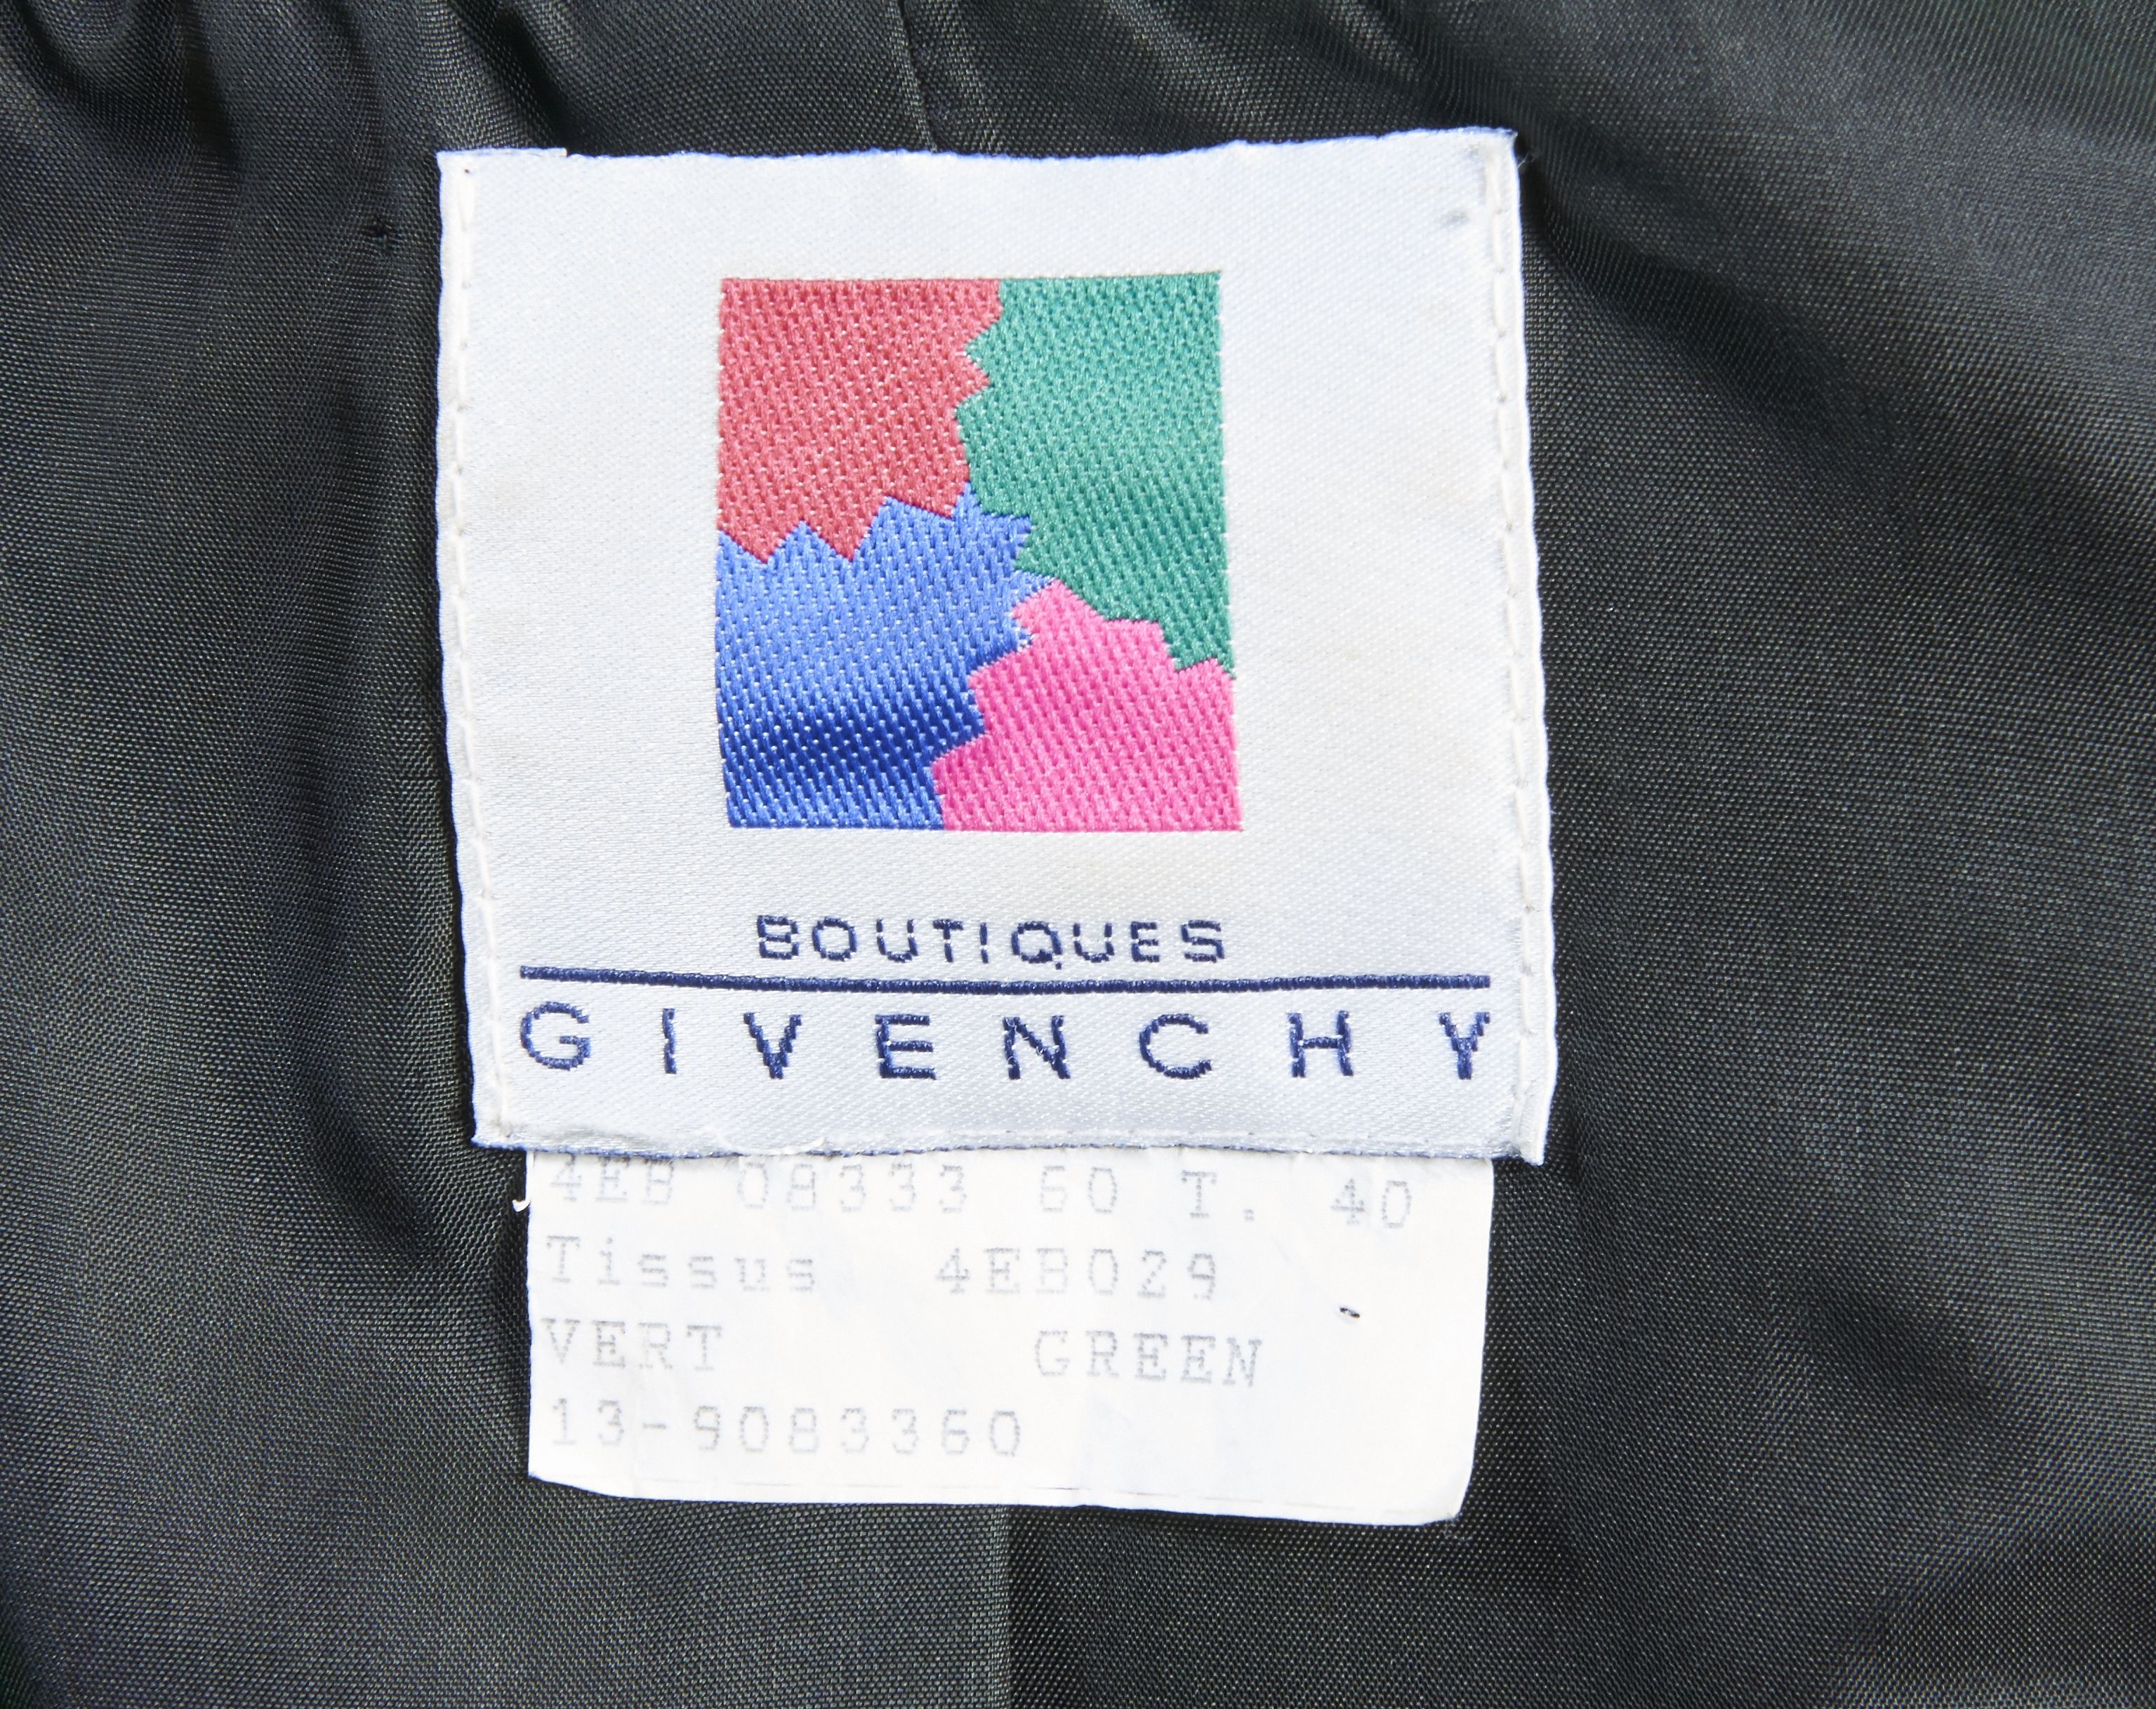 BOUTIQUES
GIVENCHY
4EB 08333 60 T. 40
Tissus 4EB029
VERT GREEN
13-9083360